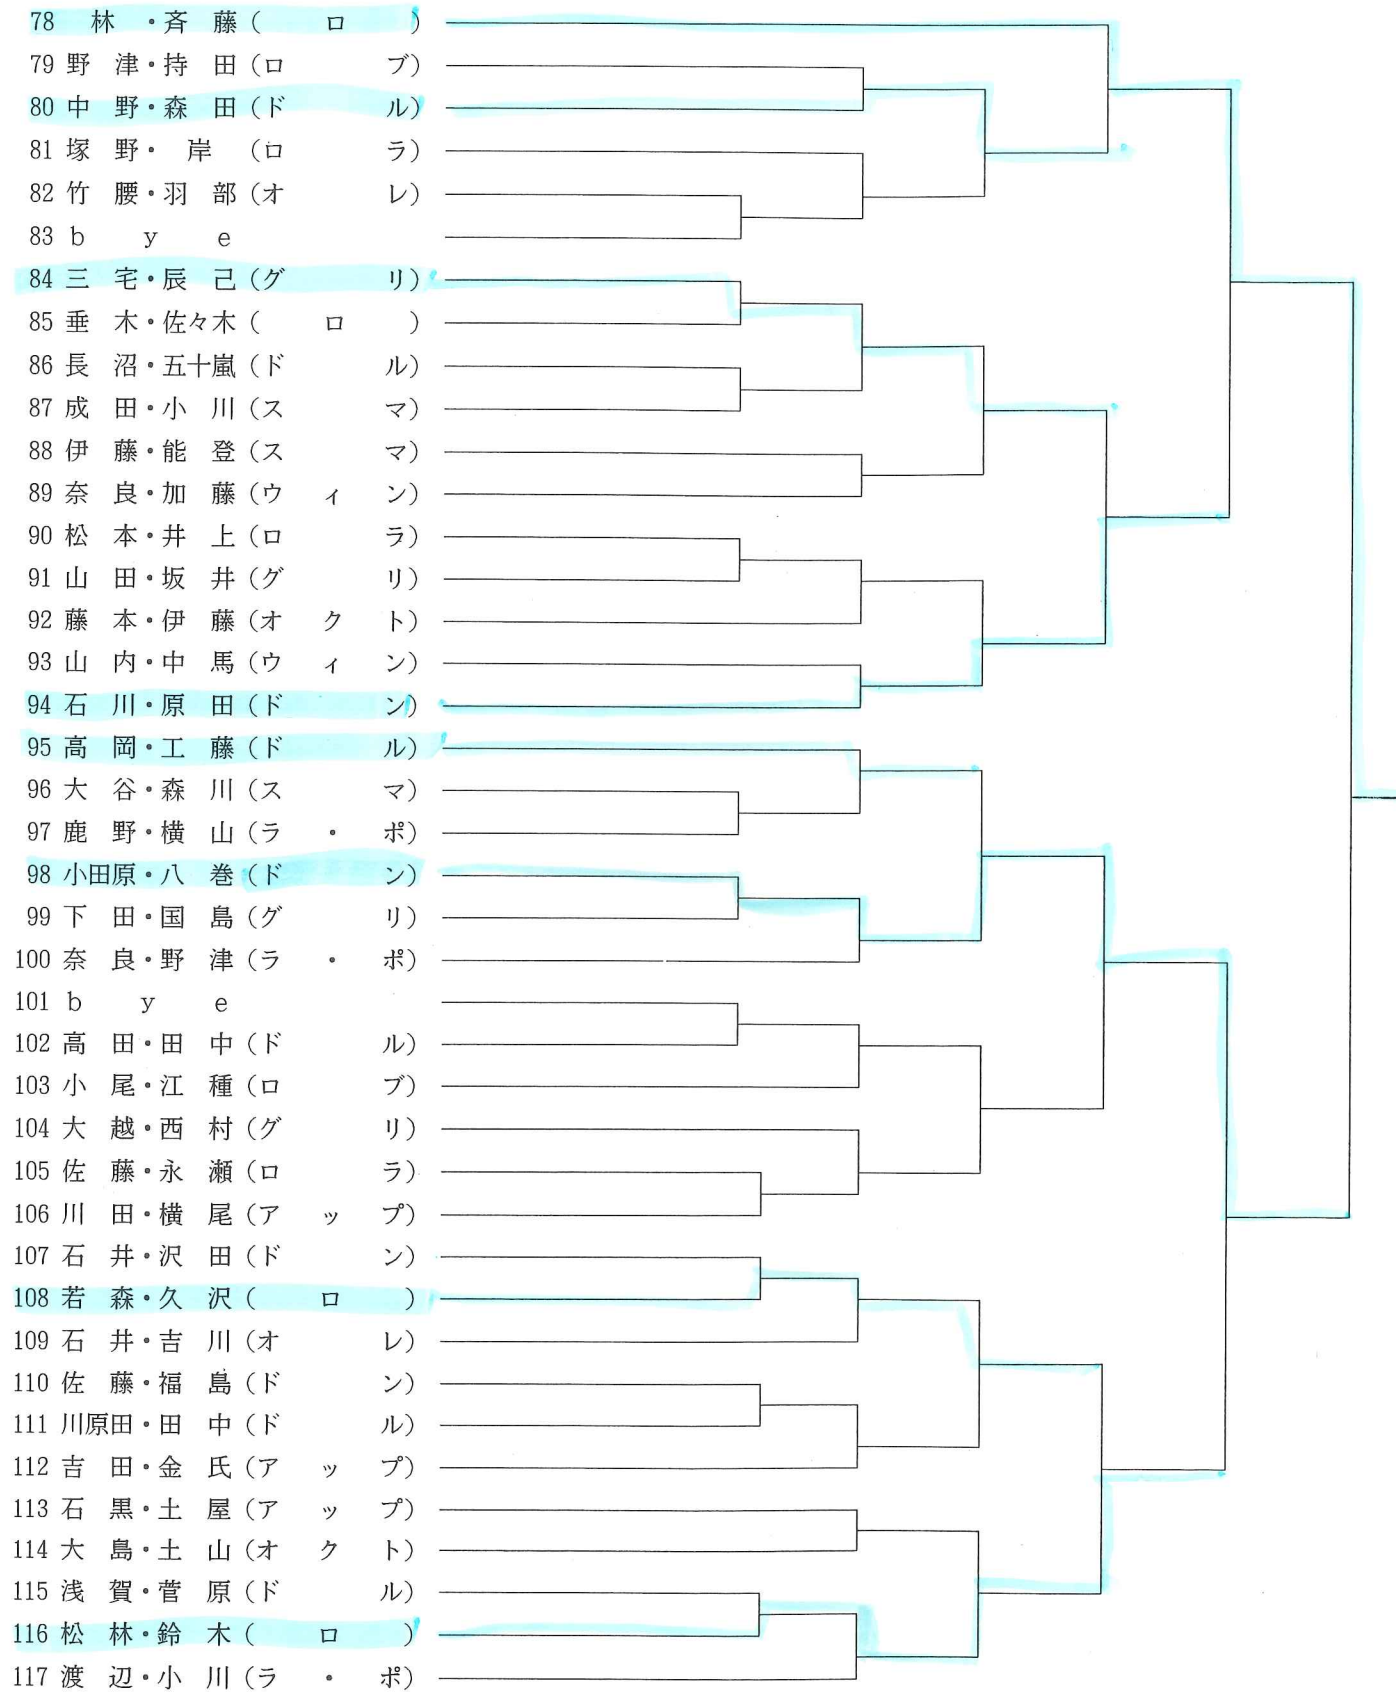 78 林・斉藤(ロ)
79 野津・持田(ロブ)
80 中野・森田(ドル)
81 塚野・岸(ロラ)
82 竹腰・羽部(オレ)
83 bye
84 三宅・辰己(グリ)
85 垂木・佐々木(ロ)
86 長沼・五十嵐(ドル)
87 成田・小川(スマ)
88 伊藤・能登(スマ)
89 奈良・加藤(ウィン)
90 松本・井上(ロラ)
91 山田・坂井(グリ)
92 藤本・伊藤(オクト)
93 山内・中馬(ウィン)
94 石川・原田(ドン)
95 高岡・工藤(ドル)
96 大谷・森川(スマ)
97 鹿野・横山(ラ・ポ)
98 小田原・八巻(ドン)
99 下田・国島(グリ)
100 奈良・野津(ラ・ポ)
101 bye
102 高田・田中(ドル)
103 小尾・江種(ロブ)
104 大越・西村(グリ)
105 佐藤・永瀬(ロラ)
106 川田・横尾(アップ)
107 石井・沢田(ドン)
108 若森・久沢(ロ)
109 石井・吉川(オレ)
110 佐藤・福島(ドン)
111 川原田・田中(ドル)
112 吉田・金氏(アップ)
113 石黒・土屋(アップ)
114 大島・土山(オクト)
115 浅賀・菅原(ドル)
116 松林・鈴木(ロ)
117 渡辺・小川(ラ・ポ)